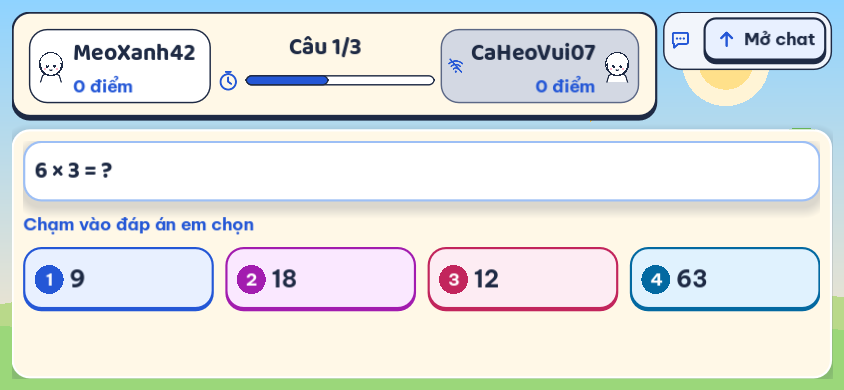 MeoXanh42
0 điểm
Câu 1/3
CaHeoVui07
0 điểm
Mở chat
6 × 3 = ?
Chạm vào đáp án em chọn
1 9
2 18
3 12
4 63